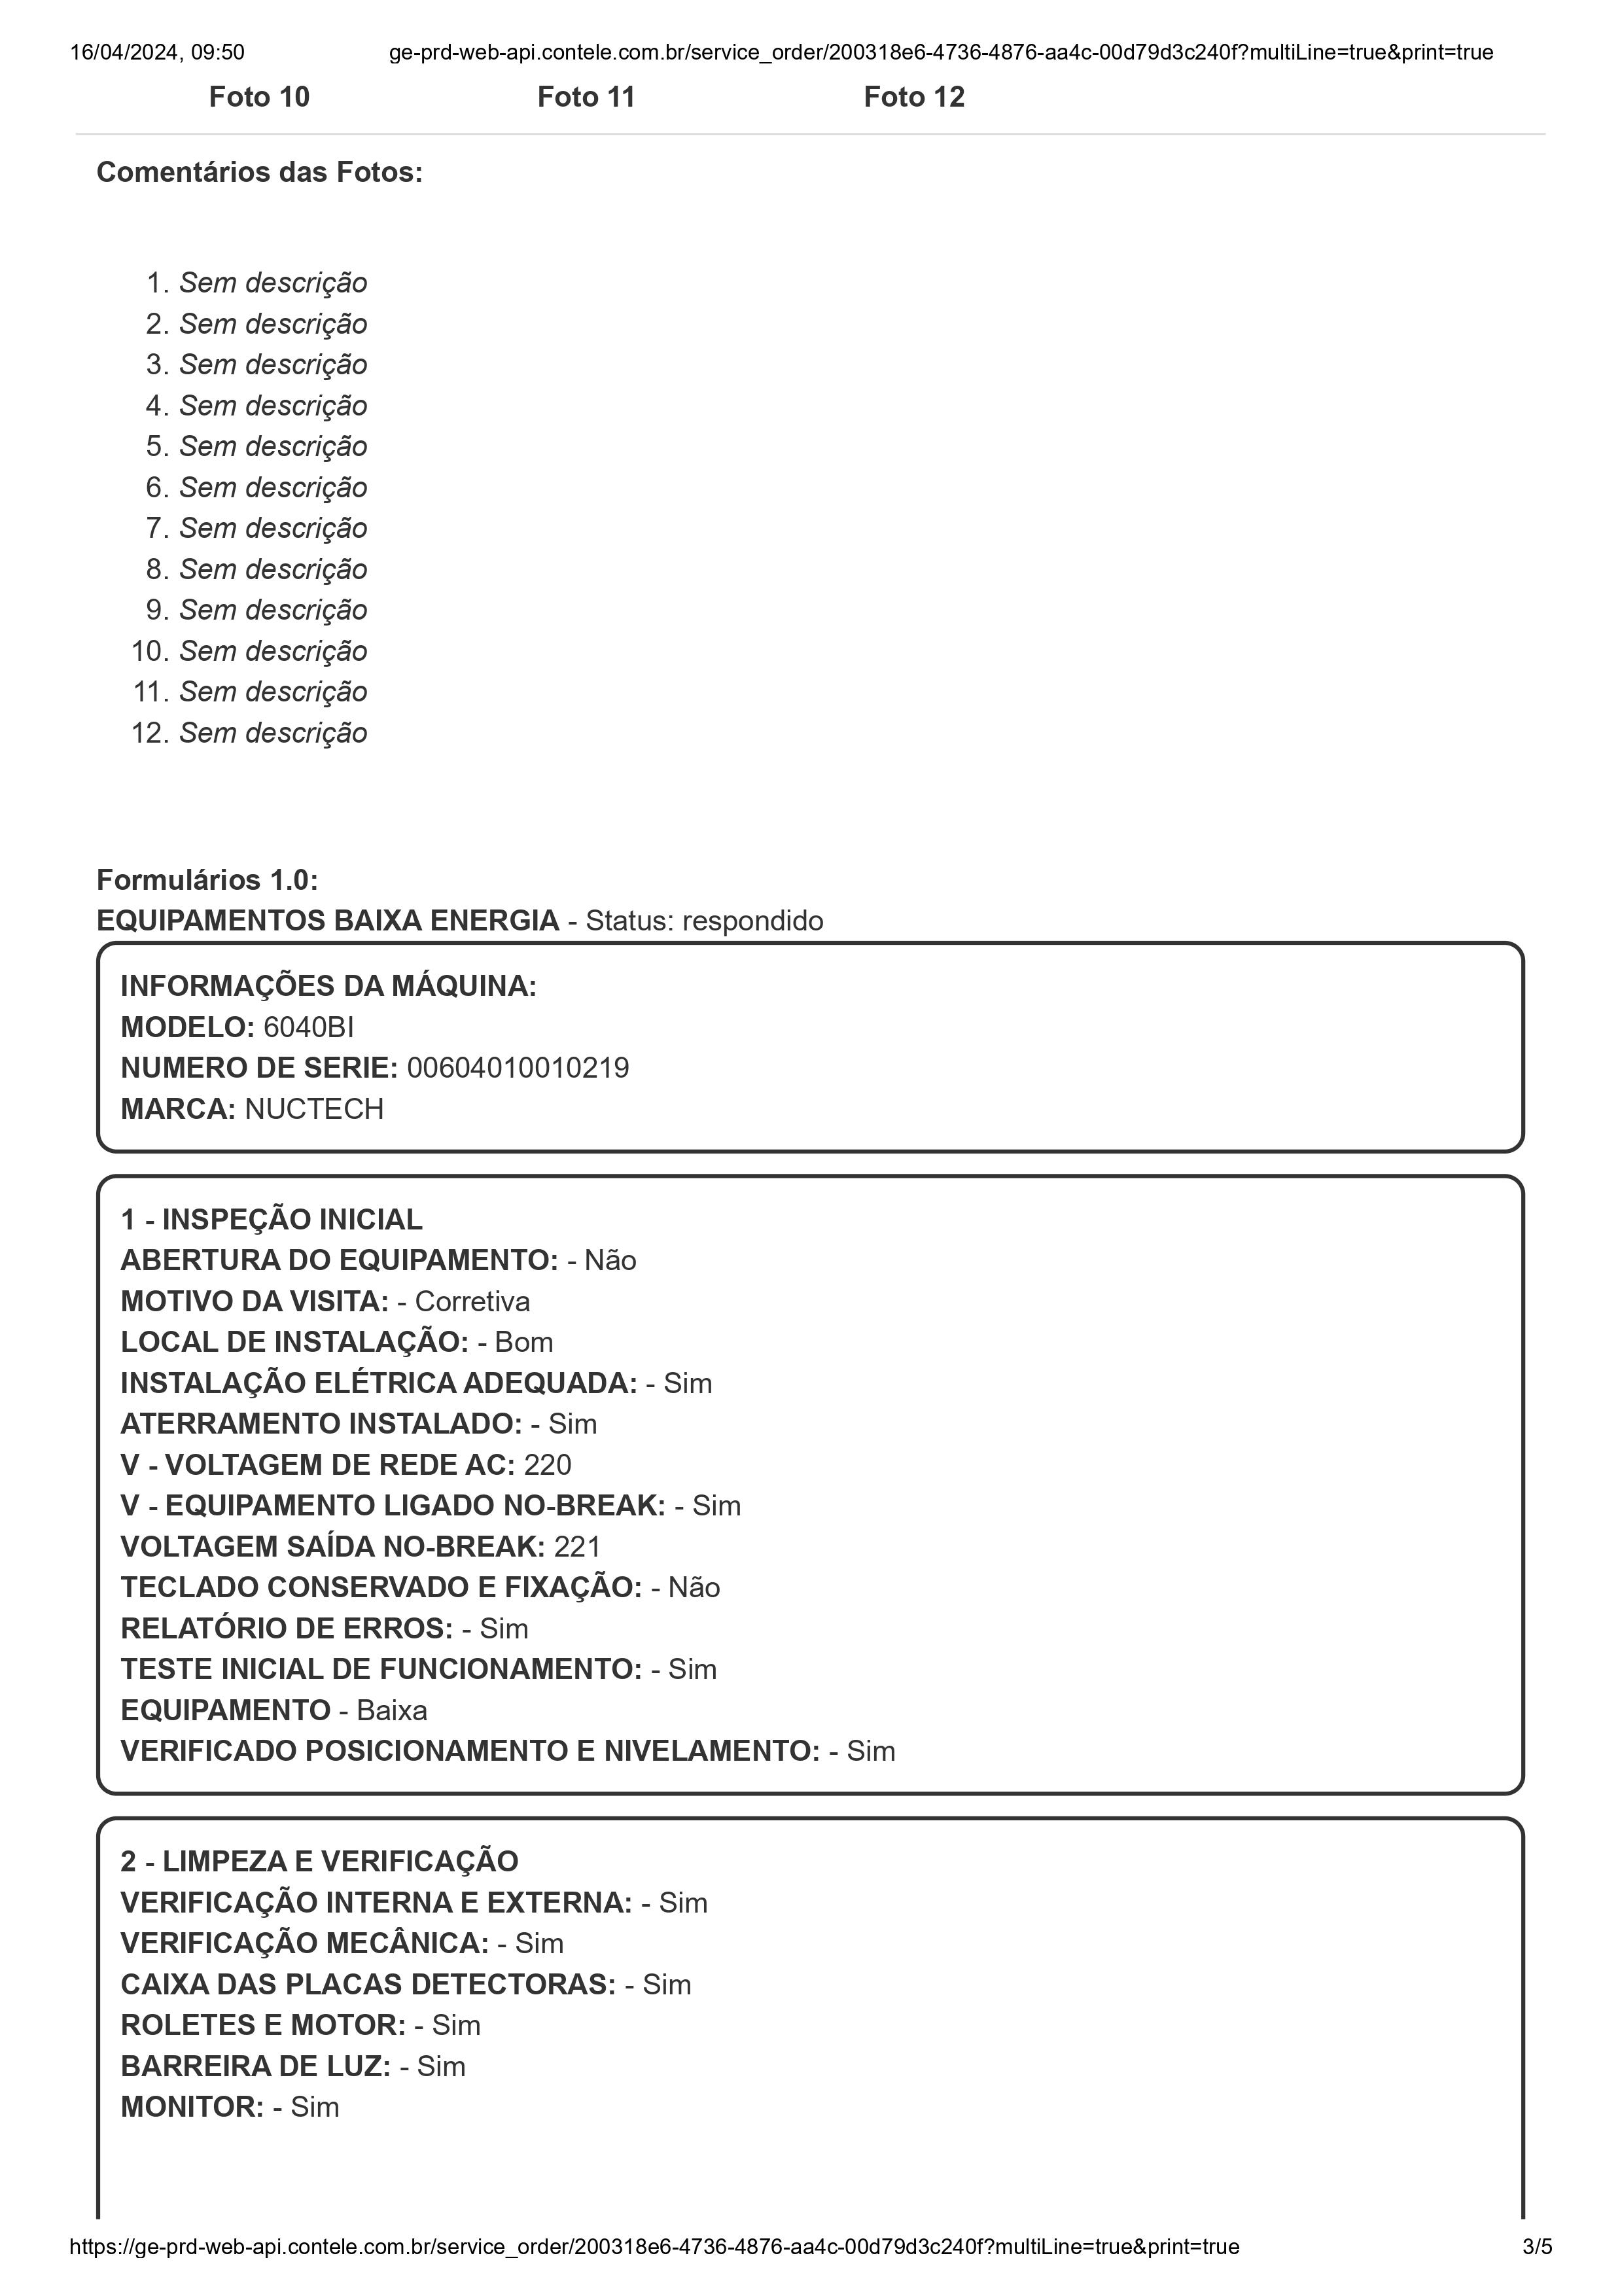 16/04/2024, 09:50 ge-prd-web-api.contele.com.br/service_order/200318e6-4736-4876-aa4c-00d79d3c240f?multiLine=true&print=true
Foto 10 Foto 11 Foto 12
Comentários das Fotos:
1. Sem descrição
2. Sem descrição
3. Sem descrição
4. Sem descrição
5. Sem descrição
6. Sem descrição
7. Sem descrição
8. Sem descrição
9. Sem descrição
10. Sem descrição
11. Sem descrição
12. Sem descrição
Formulários 1.0:
EQUIPAMENTOS BAIXA ENERGIA - Status: respondido
INFORMAÇÕES DA MÁQUINA:
MODELO: 6040BI
NUMERO DE SERIE: 00604010010219
MARCA: NUCTECH
1 - INSPEÇÃO INICIAL
ABERTURA DO EQUIPAMENTO: - Não
MOTIVO DA VISITA: - Corretiva
LOCAL DE INSTALAÇÃO: - Bom
INSTALAÇÃO ELÉTRICA ADEQUADA: - Sim
ATERRAMENTO INSTALADO: - Sim
V - VOLTAGEM DE REDE AC: 220
V - EQUIPAMENTO LIGADO NO-BREAK: - Sim
VOLTAGEM SAÍDA NO-BREAK: 221
TECLADO CONSERVADO E FIXAÇÃO: - Não
RELATÓRIO DE ERROS: - Sim
TESTE INICIAL DE FUNCIONAMENTO: - Sim
EQUIPAMENTO - Baixa
VERIFICADO POSICIONAMENTO E NIVELAMENTO: - Sim
2 - LIMPEZA E VERIFICAÇÃO
VERIFICAÇÃO INTERNA E EXTERNA: - Sim
VERIFICAÇÃO MECÂNICA: - Sim
CAIXA DAS PLACAS DETECTORAS: - Sim
ROLETES E MOTOR: - Sim
BARREIRA DE LUZ: - Sim
MONITOR: - Sim
https://ge-prd-web-api.contele.com.br/service_order/200318e6-4736-4876-aa4c-00d79d3c240f?multiLine=true&print=true 3/5